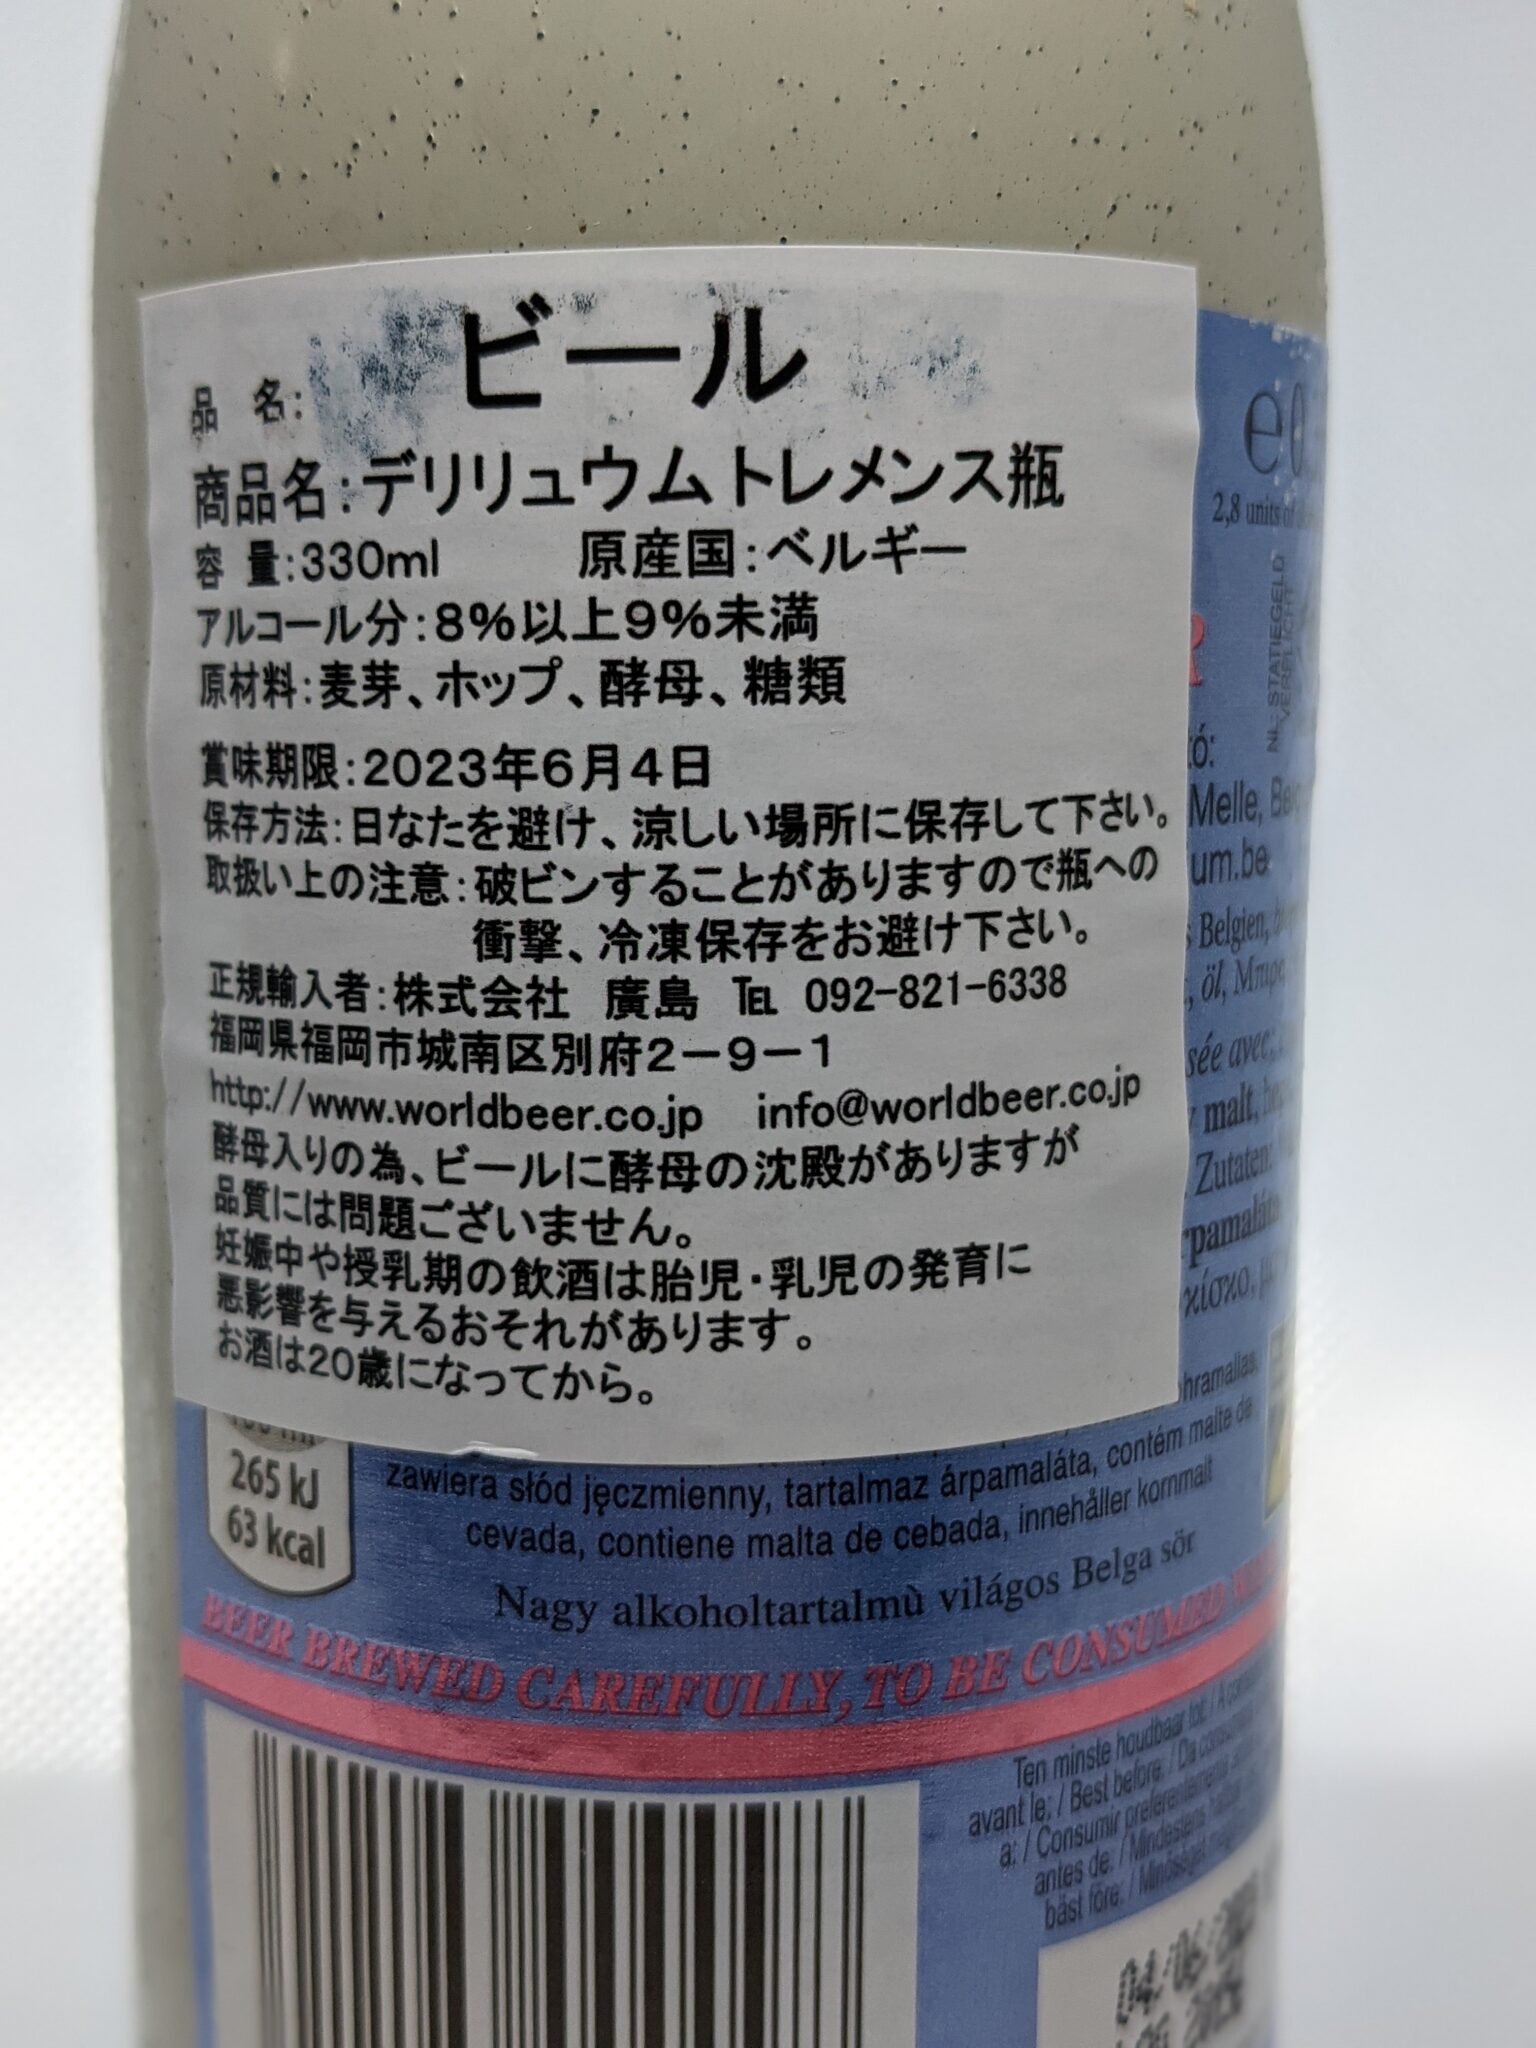 ビール
品 名:
商品名:デリリュウムトレメンス瓶
容 量:330ml 原産国:ベルギー
アルコール分:8%以上9%未満
原材料:麦芽、ホップ、酵母、糖類
賞味期限:2023年6月4日
保存方法:日なたを避け、涼しい場所に保存して下さい。
取扱い上の注意:破ビンすることがありますので瓶への
衝撃、冷凍保存をお避け下さい。
正規輸入者:株式会社 廣島 TEL 092-821-6338
福岡県福岡市城南区別府2-9-1
http://www.worldbeer.co.jp info@worldbeer.co.jp
酵母入りの為、ビールに酵母の沈殿がありますが
品質には問題ございません。
妊娠中や授乳期の飲酒は胎児・乳児の発育に
悪影響を与えるおそれがあります。
お酒は20歳になってから。
2,8 units
NL: STATIEGELD
VERPLICHT
Melle,
um.be
Belgien,
öl,
sée avec:
malt,
Zutaten:
265 kJ
63 kcal
zawiera słód jęczmienny, tartalmaz árpamaláta, contém malte de
cevada, contiene malta de cebada, innehåller kornmalt
Nagy alkoholtartalmù világos Belga sör
BEER BREWED CAREFULLY, TO BE CONSUMED
Ten minste houdbaar tot: /
avant le: / Best before: /
a: / Consumir preferentemente
antes de: / Mindestens
bäst före: /
04/06/